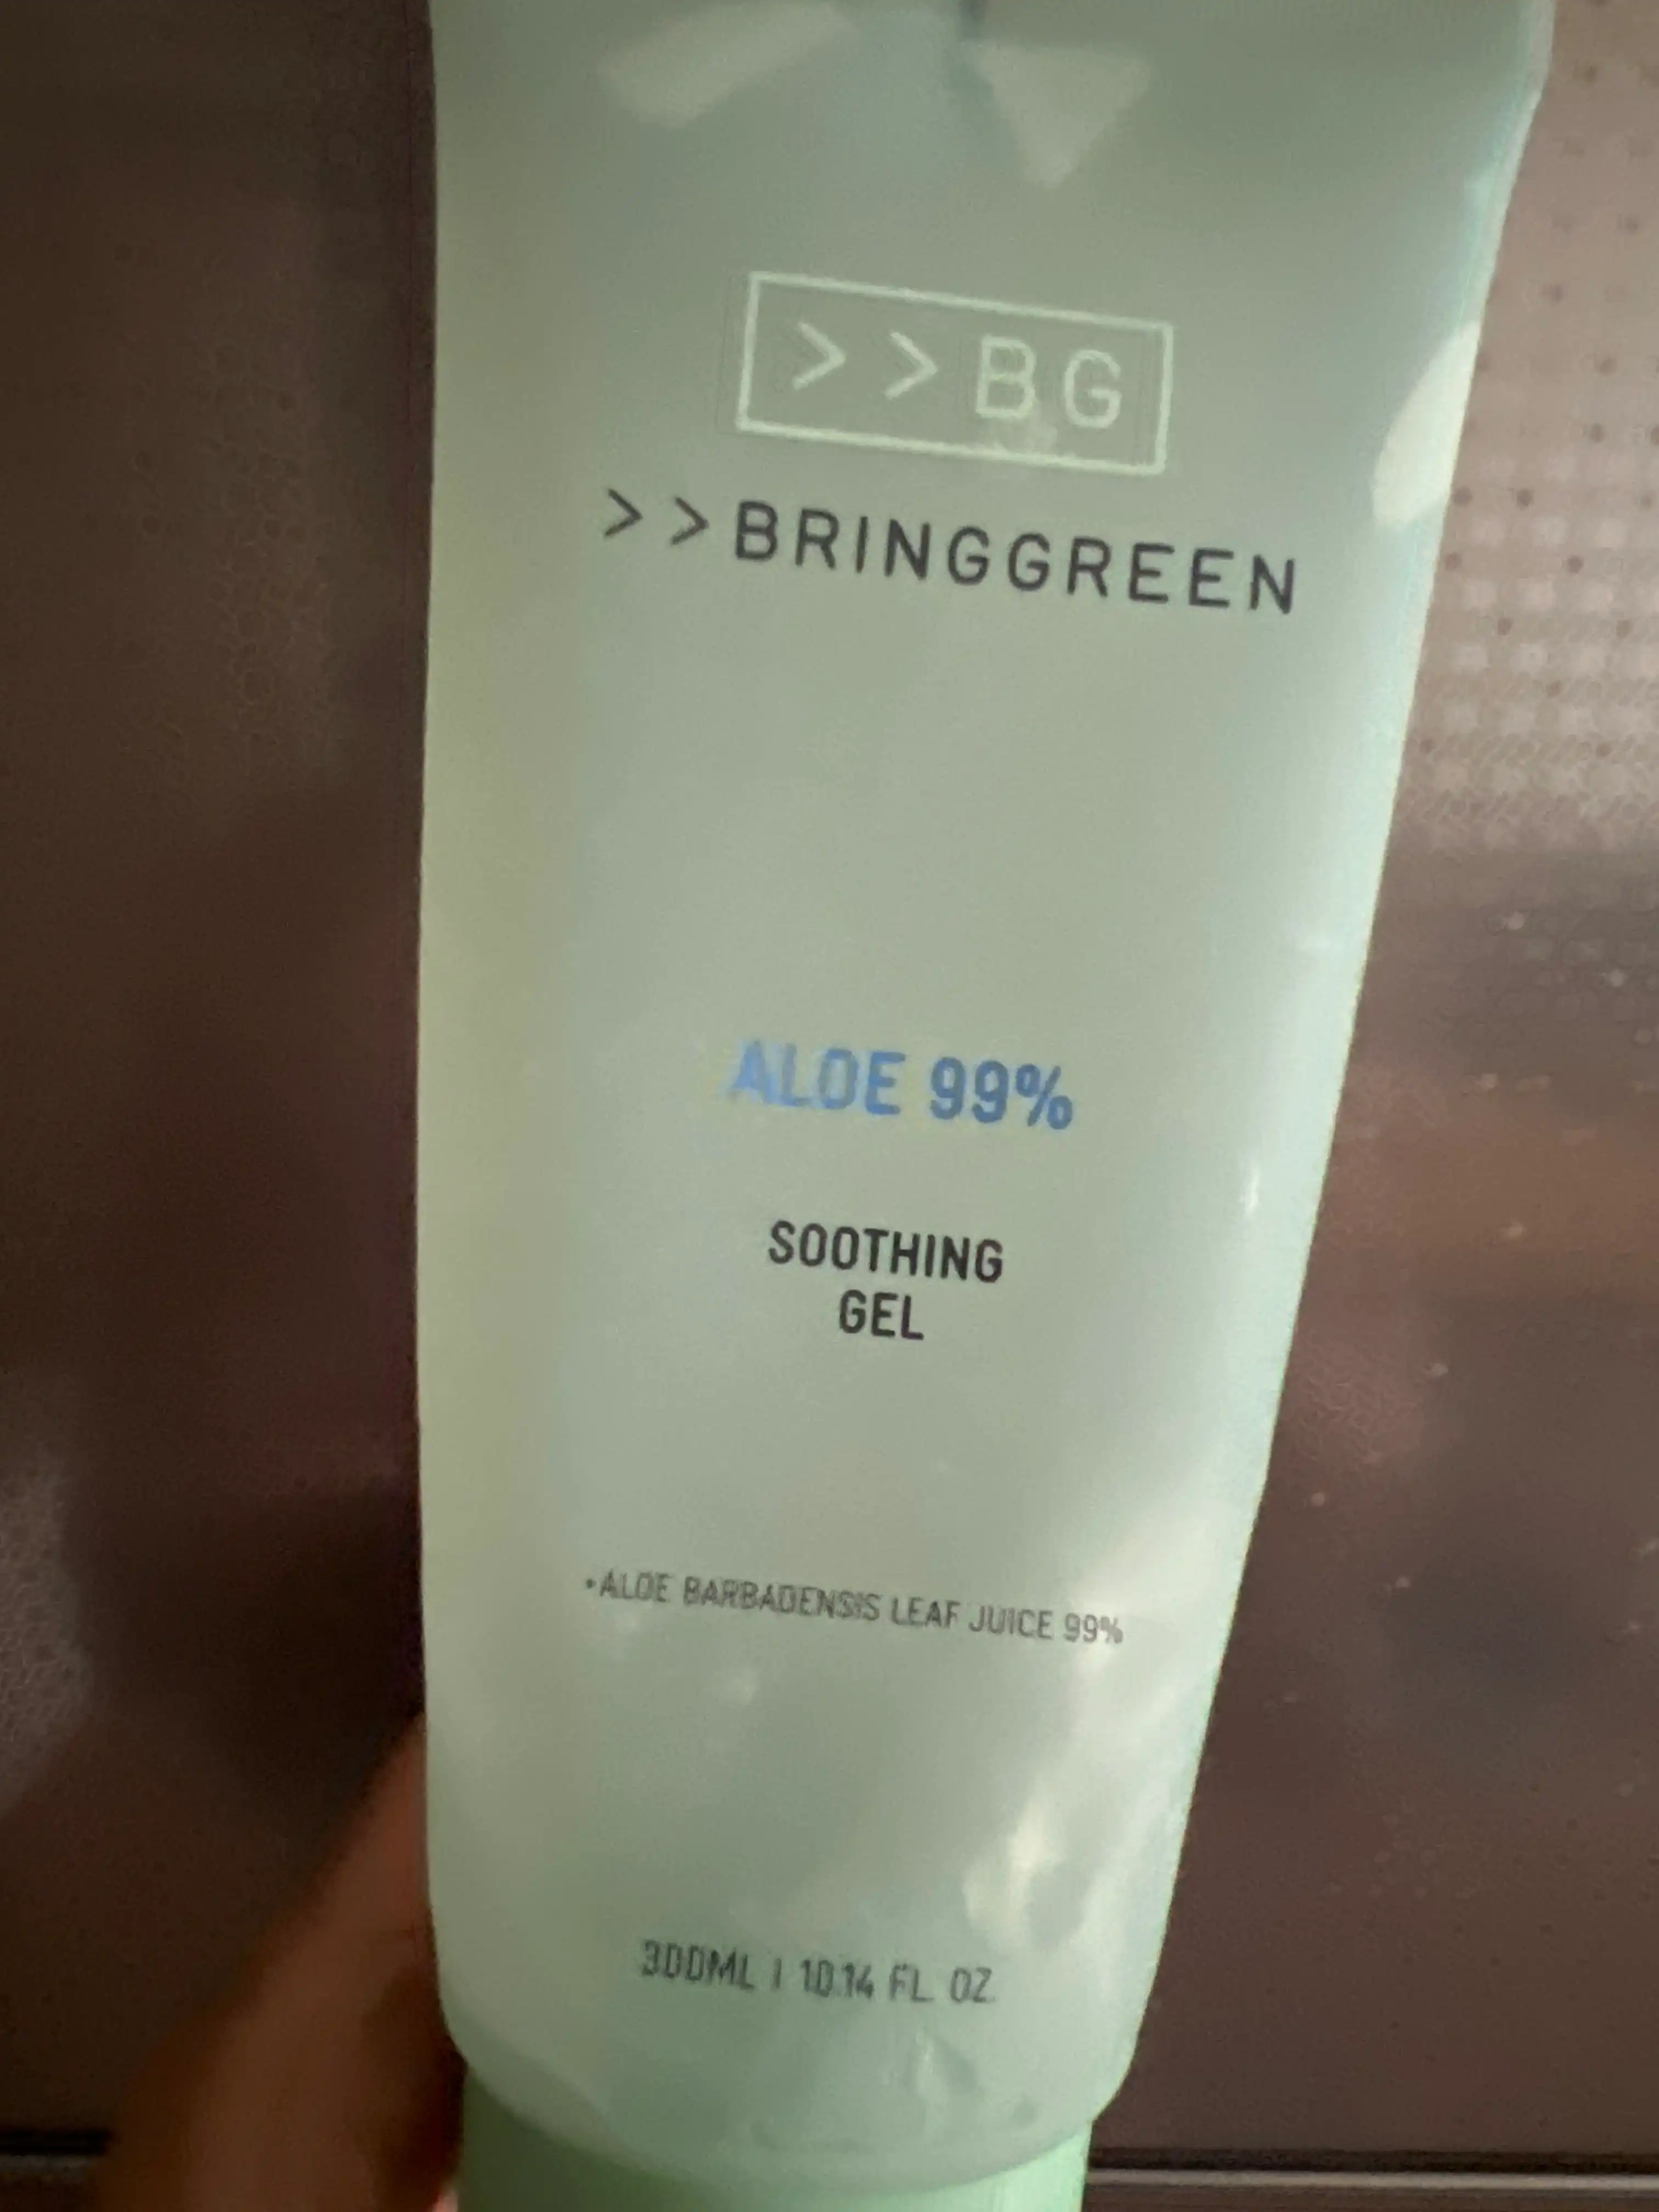 >>BG
>>BRINGGREEN
ALOE 99%
SOOTHING
GEL
•ALOE BARBADENSIS LEAF JUICE 99%
300ML | 10.14 FL. OZ.